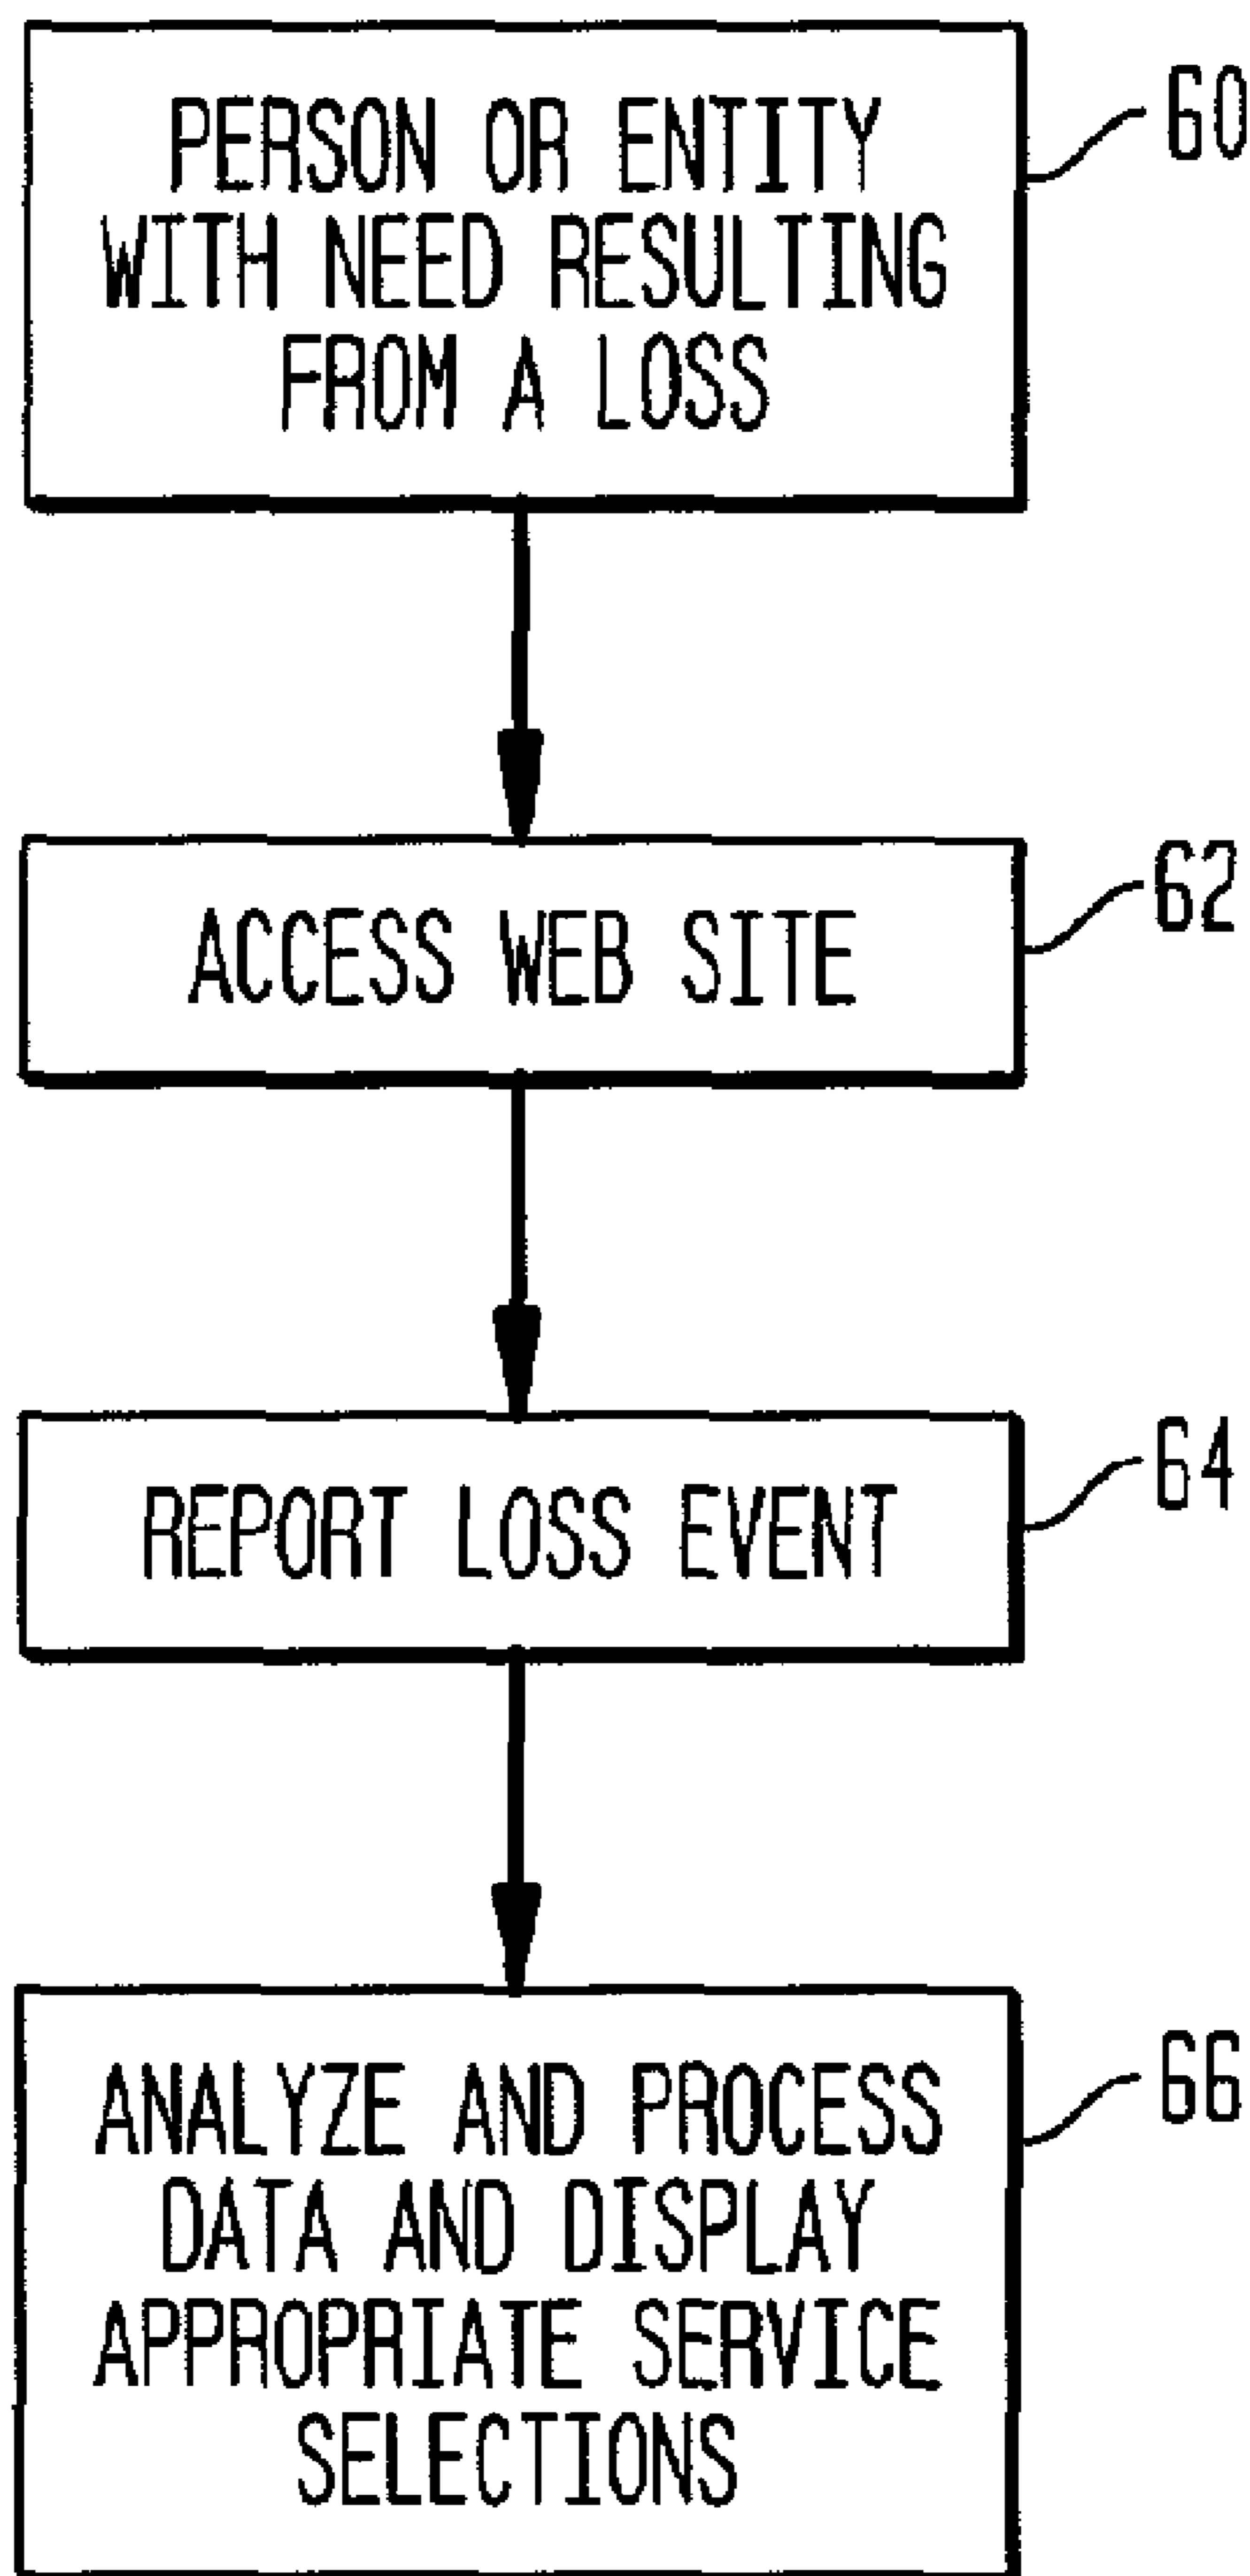 PERSON OR ENTITY
WITH NEED RESULTING
FROM A LOSS
60
ACCESS WEB SITE
62
REPORT LOSS EVENT
64
ANALYZE AND PROCESS
DATA AND DISPLAY
APPROPRIATE SERVICE
SELECTIONS
66